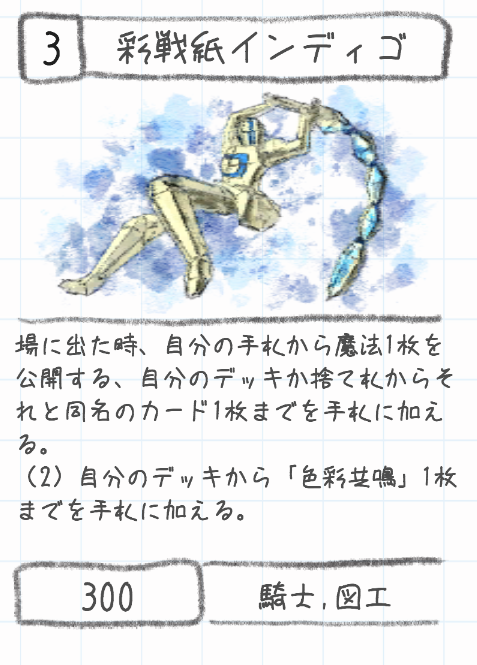 3
彩戦紙インディゴ
場に出た時、自分の手札から魔法1枚を
公開する、自分のデッキか捨て札からそ
れと同名のカード1枚までを手札に加え
る。
（2）自分のデッキから「色彩共鳴」1枚
までを手札に加える。
300
騎士,図工